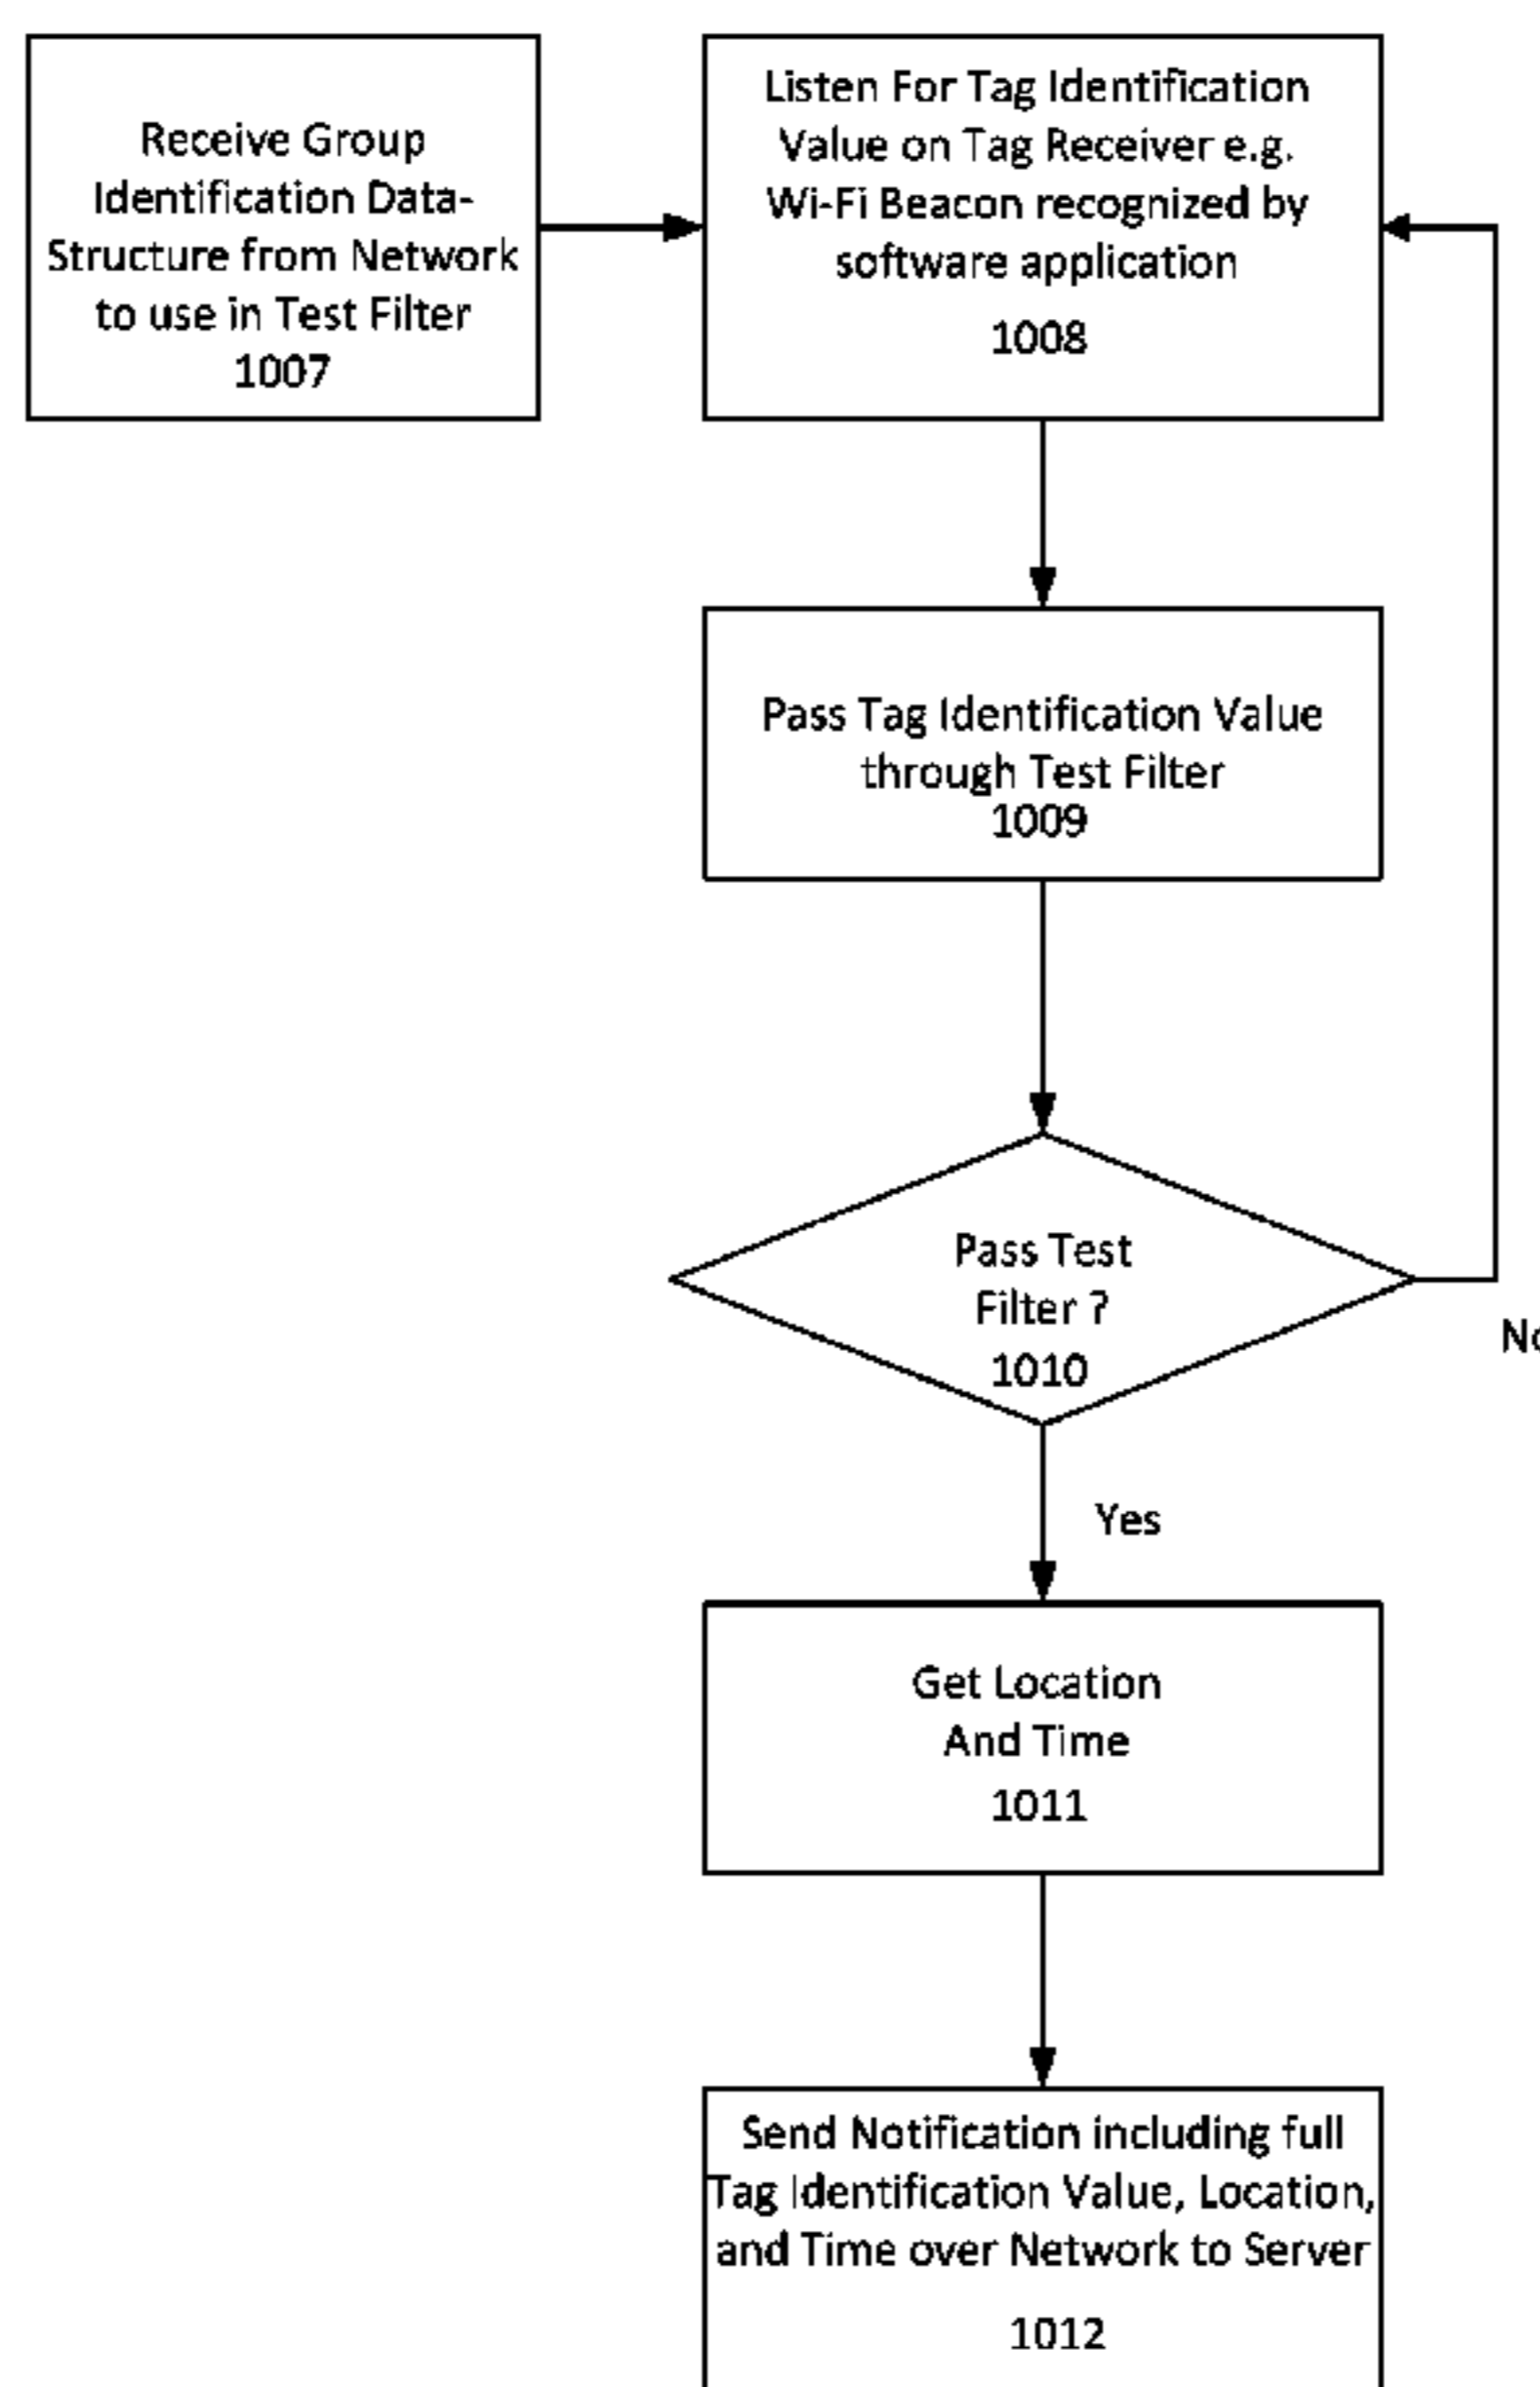 Receive Group
Identification Data-
Structure from Network
to use in Test Filter
1007
Listen For Tag Identification
Value on Tag Receiver e.g.
Wi-Fi Beacon recognized by
software application
1008
Pass Tag Identification Value
through Test Filter
1009
Pass Test
Filter ?
1010
No
Yes
Get Location
And Time
1011
Send Notification including full
Tag Identification Value, Location,
and Time over Network to Server
1012